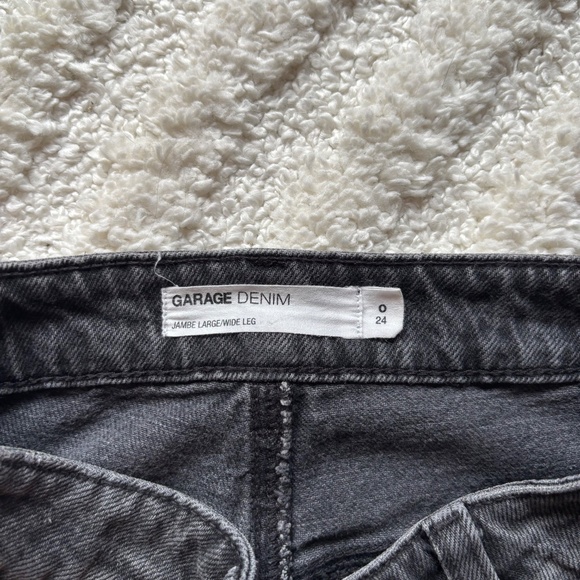 GARAGE DENIM
JAMBE LARGE/WIDE LEG
0
24